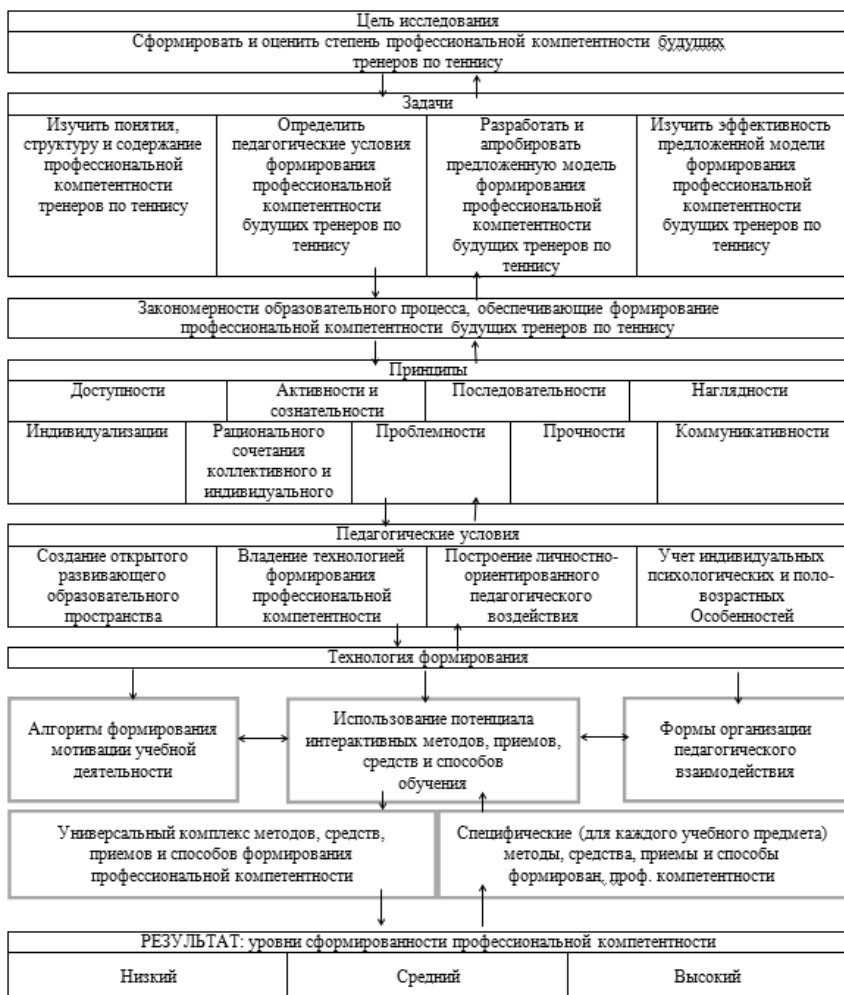 Цель исследования
Сформировать и оценить степень профессиональной компетентности будущих
тренеров по теннису
Задачи
Изучить понятия,
структуру и содержание
профессиональной
компетентности
тренеров по теннису
Определить
педагогические условия
формирования
профессиональной
компетентности
будущих тренеров по
теннису
Разработать и
апробировать
предложенную модель
формирования
профессиональной
компетентности
будущих тренеров по
теннису
Изучить эффективность
предложенной модели
формирования
профессиональной
компетентности
будущих тренеров по
теннису
Закономерности образовательного процесса, обеспечивающие формирование
профессиональной компетентности будущих тренеров по теннису
Принципы
Доступности
Активности и
сознательности
Последовательности
Наглядности
Индивидуализации
Рационального
сочетания
коллективного и
индивидуального
Проблемности
Прочности
Коммуникативности
Педагогические условия
Создание открытого
развивающего
образовательного
пространства
Владение технологией
формирования
профессиональной
компетентности
Построение личностно-
ориентированного
педагогического
воздействия
Учет индивидуальных
психологических и поло-
возрастных
Особенностей
Технология формирования
Алгоритм формирования
мотивации учебной
деятельности
Использование потенциала
интерактивных методов, приемов,
средств и способов
обучения
Формы организации
педагогического
взаимодействия
Универсальный комплекс методов, средств,
приемов и способов формирования
профессиональной компетентности
Специфические (для каждого учебного предмета)
методы, средства, приемы и способы
формирован, проф. компетентности
РЕЗУЛЬТАТ: уровни сформированности профессиональной компетентности
Низкий
Средний
Высокий